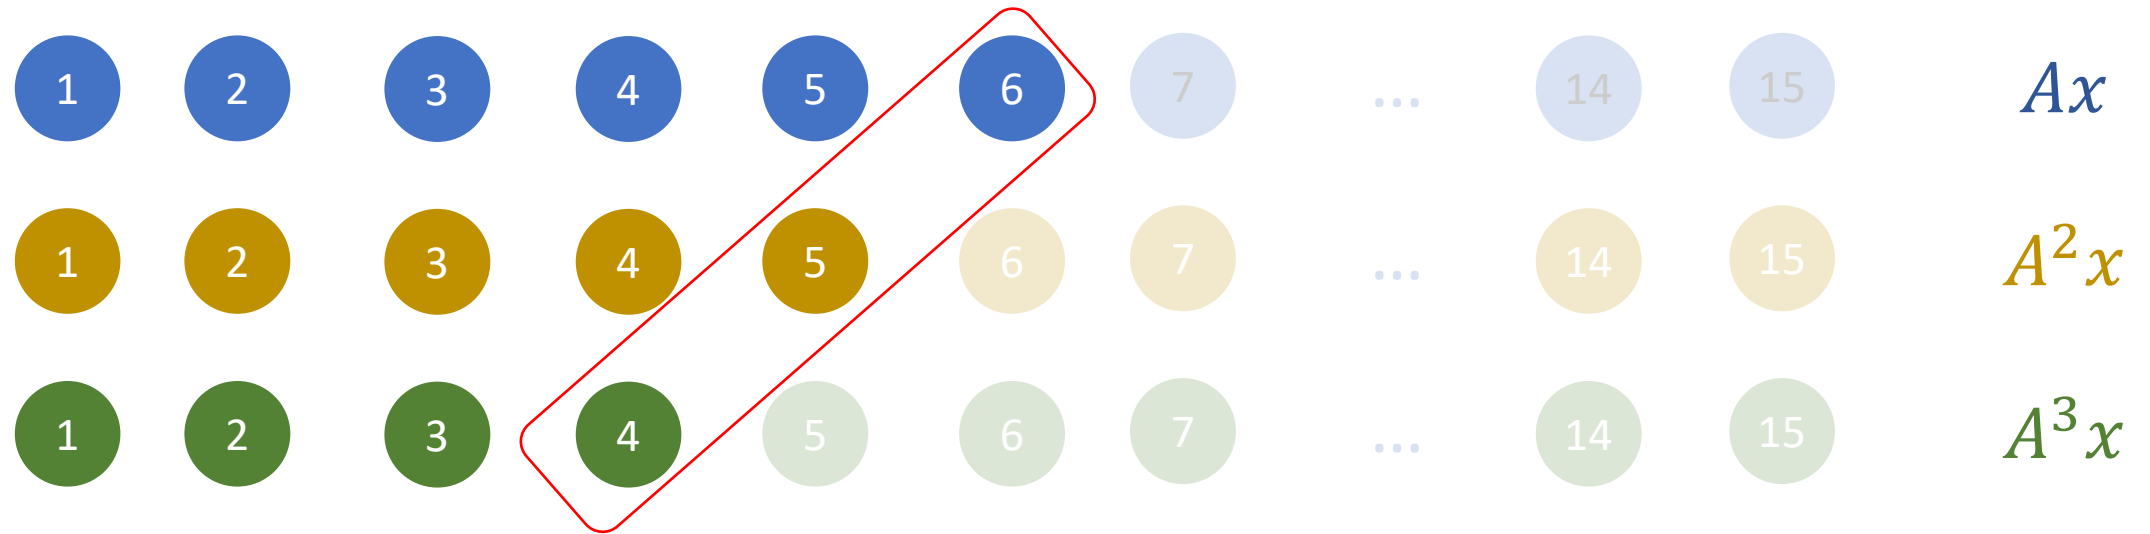 1 2 3 4 5 6 7 ... 14 15 Ax
1 2 3 4 5 6 7 ... 14 15 A²x
1 2 3 4 5 6 7 ... 14 15 A³x